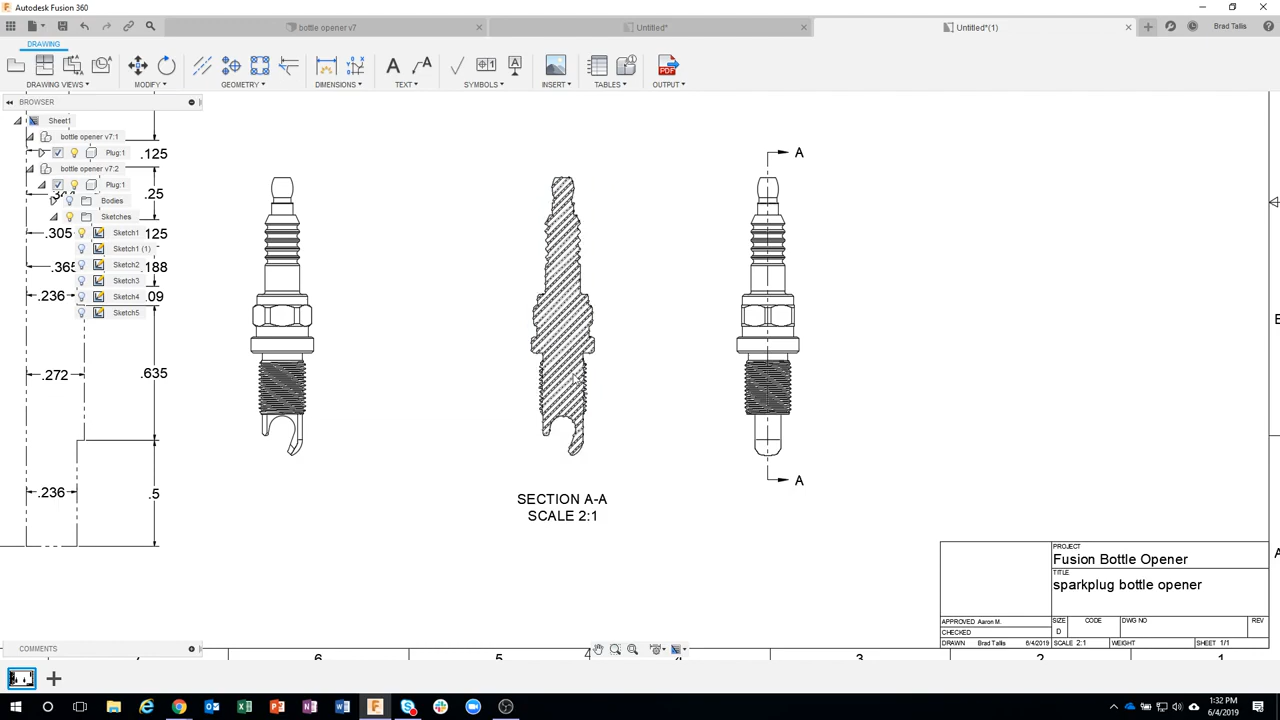 Autodesk Fusion 360
bottle opener v7
Untitled*
Untitled*(1)
Brad Tallis
DRAWING
DRAWING VIEWS
MODIFY
GEOMETRY
DIMENSIONS
TEXT
SYMBOLS
INSERT
TABLES
OUTPUT
PDF
BROWSER
Sheet1
bottle opener v7:1
Plug:1
.125
bottle opener v7:2
Plug:1
Bodies
.25
Sketches
.305
Sketch1
125
Sketch1 (1)
.365
Sketch2
.188
Sketch3
.236
Sketch4
.09
Sketch5
.272
.635
.236
.5
A
A
SECTION A-A
SCALE 2:1
PROJECT
Fusion Bottle Opener
TITLE
sparkplug bottle opener
APPROVED Aaron M.
SIZE
CODE
DWG NO
REV
CHECKED
D
DRAWN Brad Tallis 6/4/2019
SCALE 2:1
WEIGHT
SHEET 1/1
COMMENTS
6
5
3
2
1
1:32 PM
6/4/2019